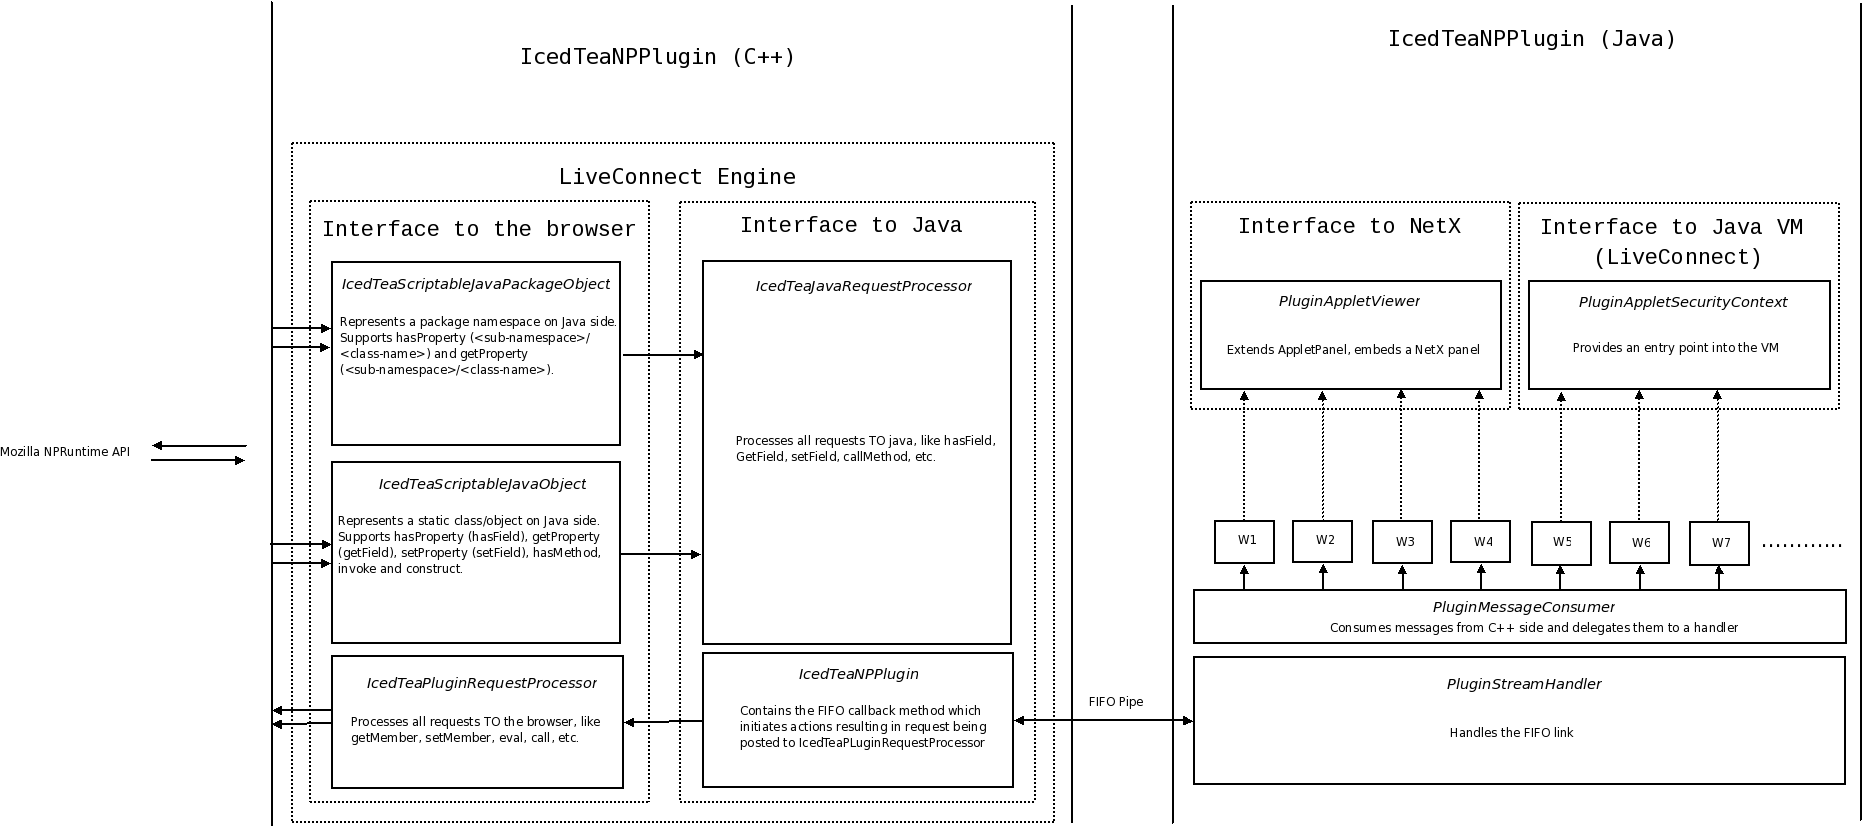 IcedTeaNPPlugin (C++)
IcedTeaNPPlugin (Java)
LiveConnect Engine
Interface to the browser
Interface to Java
IcedTeaScriptableJavaPackageObject
Represents a package namespace on Java side.
Supports hasProperty (<sub-namespace>/
<class-name>) and getProperty
(<sub-namespace>/<class-name>).
IcedTeaJavaRequestProcessor
Processes all requests TO java, like hasField,
GetField, setField, callMethod, etc.
Mozilla NPRuntime API
IcedTeaScriptableJavaObject
Represents a static class/object on Java side.
Supports hasProperty (hasField), getProperty
(getField), setProperty (setField), hasMethod,
invoke and construct.
IcedTeaPluginRequestProcessor
Processes all requests TO the browser, like
getMember, setMember, eval, call, etc.
IcedTeaNPPlugin
Contains the FIFO callback method which
initiates actions resulting in request being
posted to IcedTeaPLuginRequestProcessor
FIFO Pipe
Interface to NetX
Interface to Java VM
(LiveConnect)
PluginAppletViewer
Extends AppletPanel, embeds a NetX panel
PluginAppletSecurityContext
Provides an entry point into the VM
W1
W2
W3
W4
W5
W6
W7
............
PluginMessageConsumer
Consumes messages from C++ side and delegates them to a handler
PluginStreamHandler
Handles the FIFO link